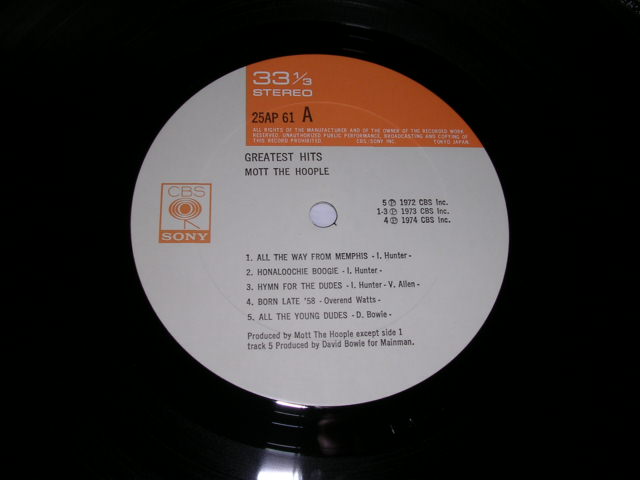 33 1/3
STEREO
25AP 61 A
ALL RIGHTS OF THE MANUFACTURER AND OF THE OWNER OF THE RECORDED WORK
RESERVED. UNAUTHORIZED PUBLIC PERFORMANCE, BROADCASTING AND COPYING OF
THIS RECORD PROHIBITED. CBS/SONY INC. TOKYO JAPAN
GREATEST HITS
MOTT THE HOOPLE
CBS
SONY
5 Ⓟ 1972 CBS Inc.
1-3 Ⓟ 1973 CBS Inc.
4 Ⓟ 1974 CBS Inc.
1. ALL THE WAY FROM MEMPHIS - I. Hunter -
2. HONALOOCHIE BOOGIE - I. Hunter -
3. HYMN FOR THE DUDES - I. Hunter - V. Allen -
4. BORN LATE '58 - Overend Watts -
5. ALL THE YOUNG DUDES - D. Bowie -
Produced by Mott The Hoople except side 1
track 5 Produced by David Bowie for Mainman.